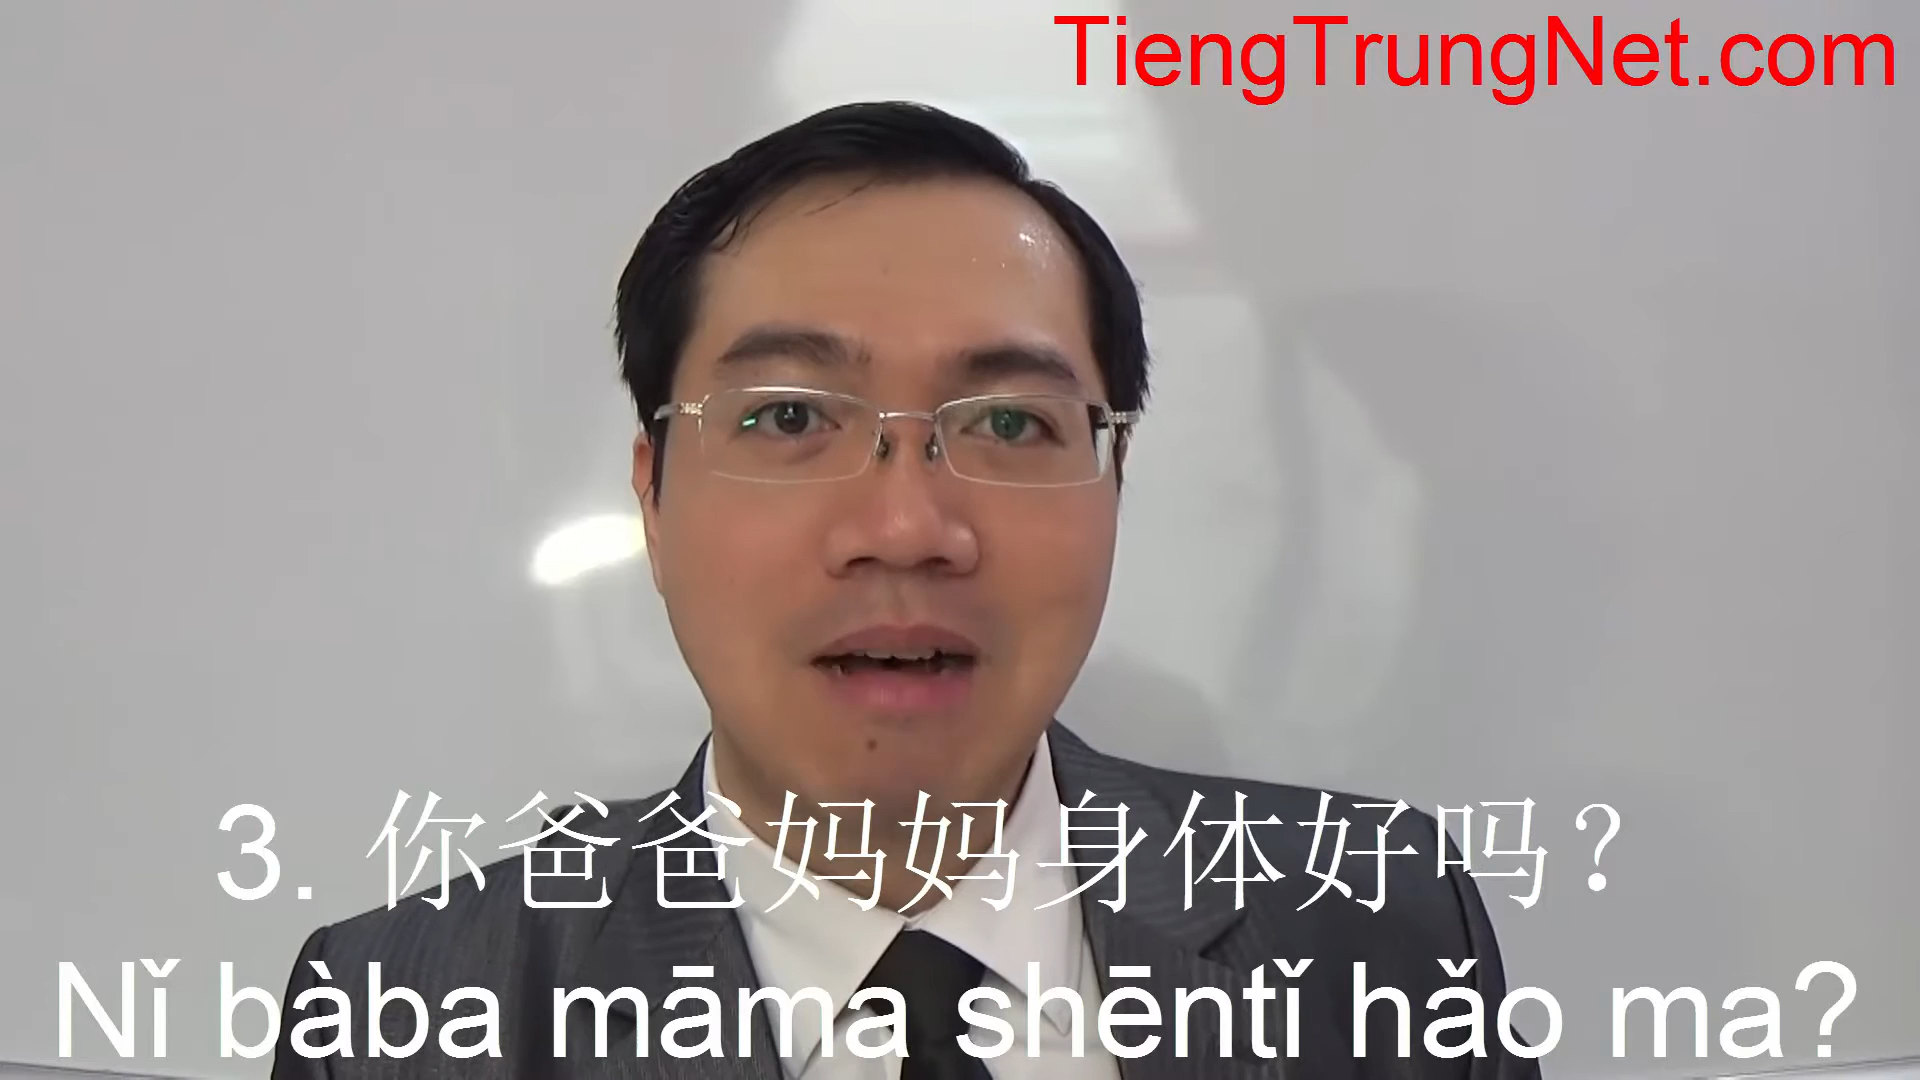 TiengTrungNet.com
3. 你爸爸妈妈身体好吗？
Nǐ bàba māma shēntǐ hǎo ma?